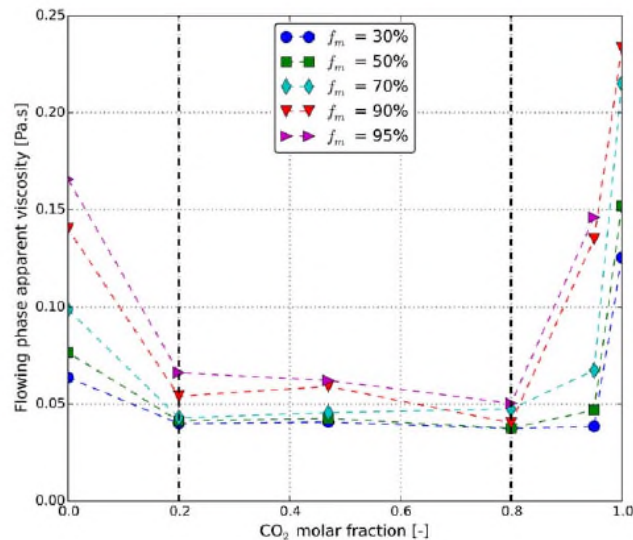 0.25
0.20
0.15
0.10
0.05
0.00
Flowing phase apparent viscosity [Pa.s]
f_m = 30%
f_m = 50%
f_m = 70%
f_m = 90%
f_m = 95%
0.0 0.2 0.4 0.6 0.8 1.0
CO₂ molar fraction [-]